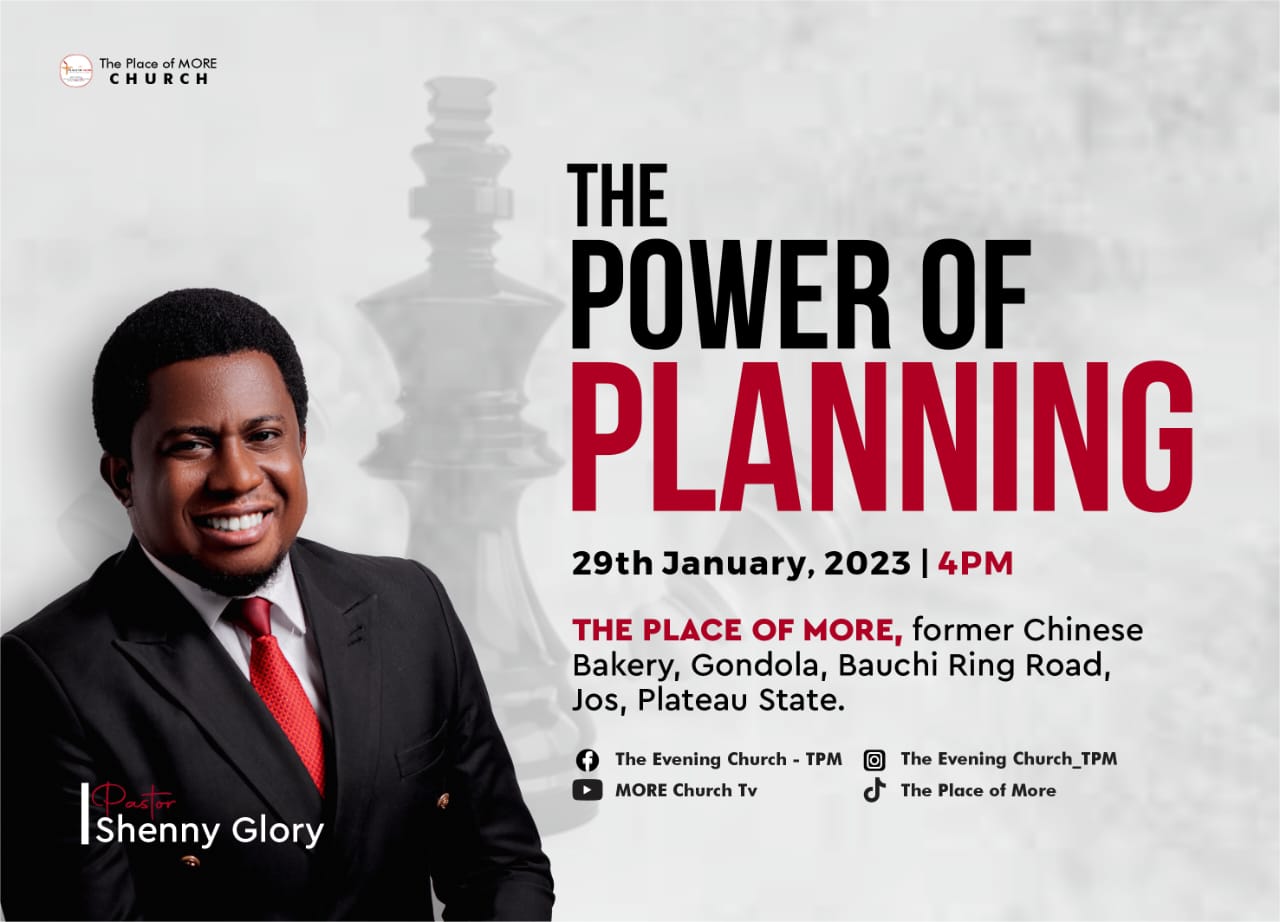 The Place of MORE
CHURCH
THE
POWER OF
PLANNING
29th January, 2023 | 4PM
THE PLACE OF MORE, former Chinese
Bakery, Gondola, Bauchi Ring Road,
Jos, Plateau State.
The Evening Church - TPM
The Evening Church_TPM
MORE Church Tv
The Place of More
Pastor
Shenny Glory